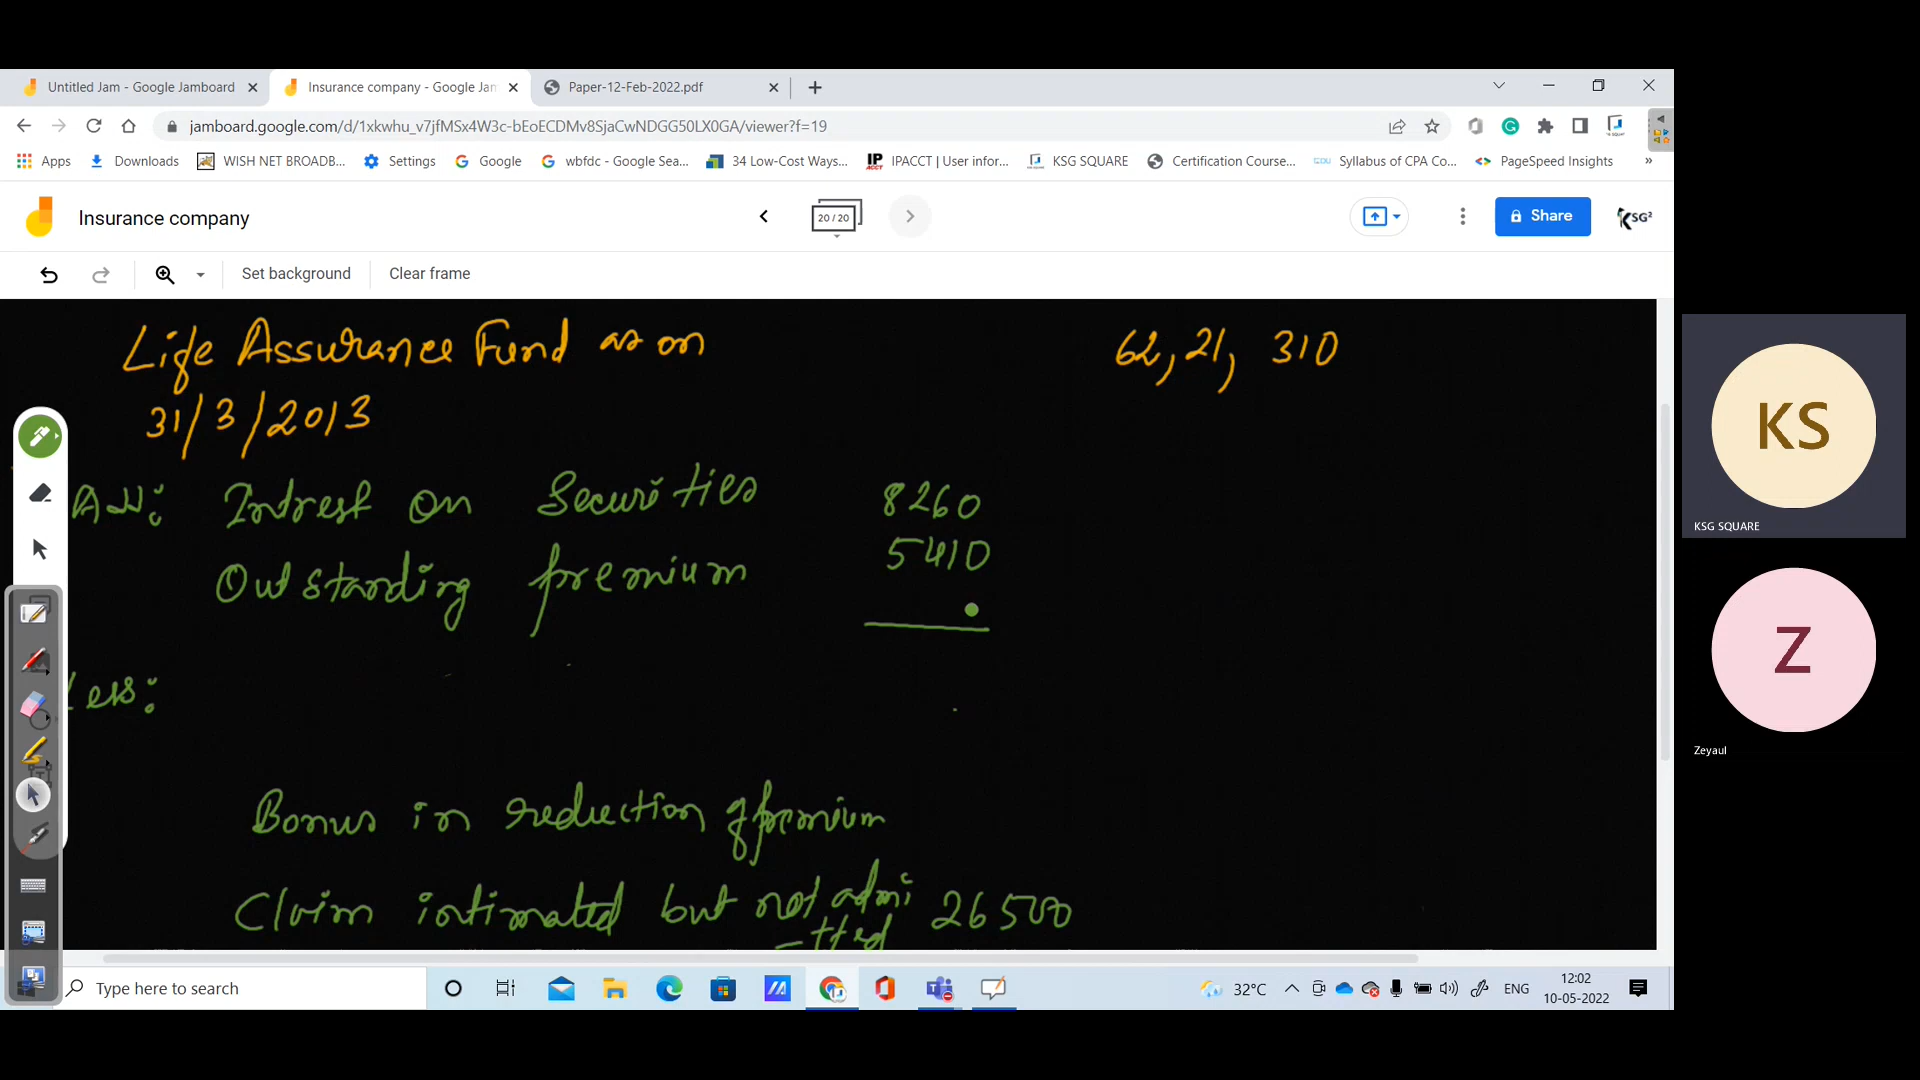 Untitled Jam - Google Jamboard
Insurance company - Google Jam
Paper-12-Feb-2022.pdf
jamboard.google.com/d/1xkwhu_v7jfMSx4W3c-bEoECDMv8SjaCwNDGG50LX0GA/viewer?f=19
Apps
Downloads
WISH NET BROADB...
Settings
Google
wbfdc - Google Sea...
34 Low-Cost Ways...
IPACCT | User infor...
KSG SQUARE
Certification Course...
Syllabus of CPA Co...
PageSpeed Insights
»
Insurance company
20 / 20
Share
KSG²
Set background
Clear frame
Life Assurance Fund as on 62,21, 310
31/3/2013
Add: Intrest on Securities 8260
Outstanding premium 5410
Less:
Bonus in reduction of premium
Claim intimated but not admi 26500
-tted
KS
KSG SQUARE
Z
Zeyaul
Type here to search
32°C
ENG
12:02
10-05-2022